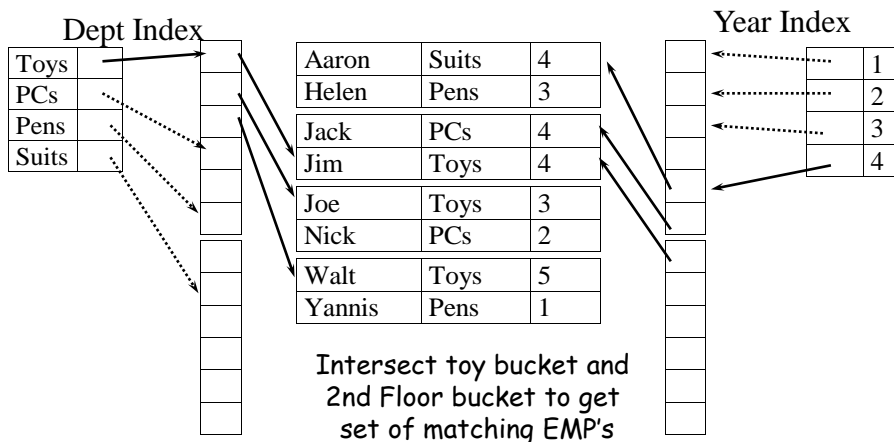 Dept Index
Year Index
Toys
PCs
Pens
Suits
Aaron Suits 4
Helen Pens 3
Jack PCs 4
Jim Toys 4
Joe Toys 3
Nick PCs 2
Walt Toys 5
Yannis Pens 1
1
2
3
4
Intersect toy bucket and
2nd Floor bucket to get
set of matching EMP's